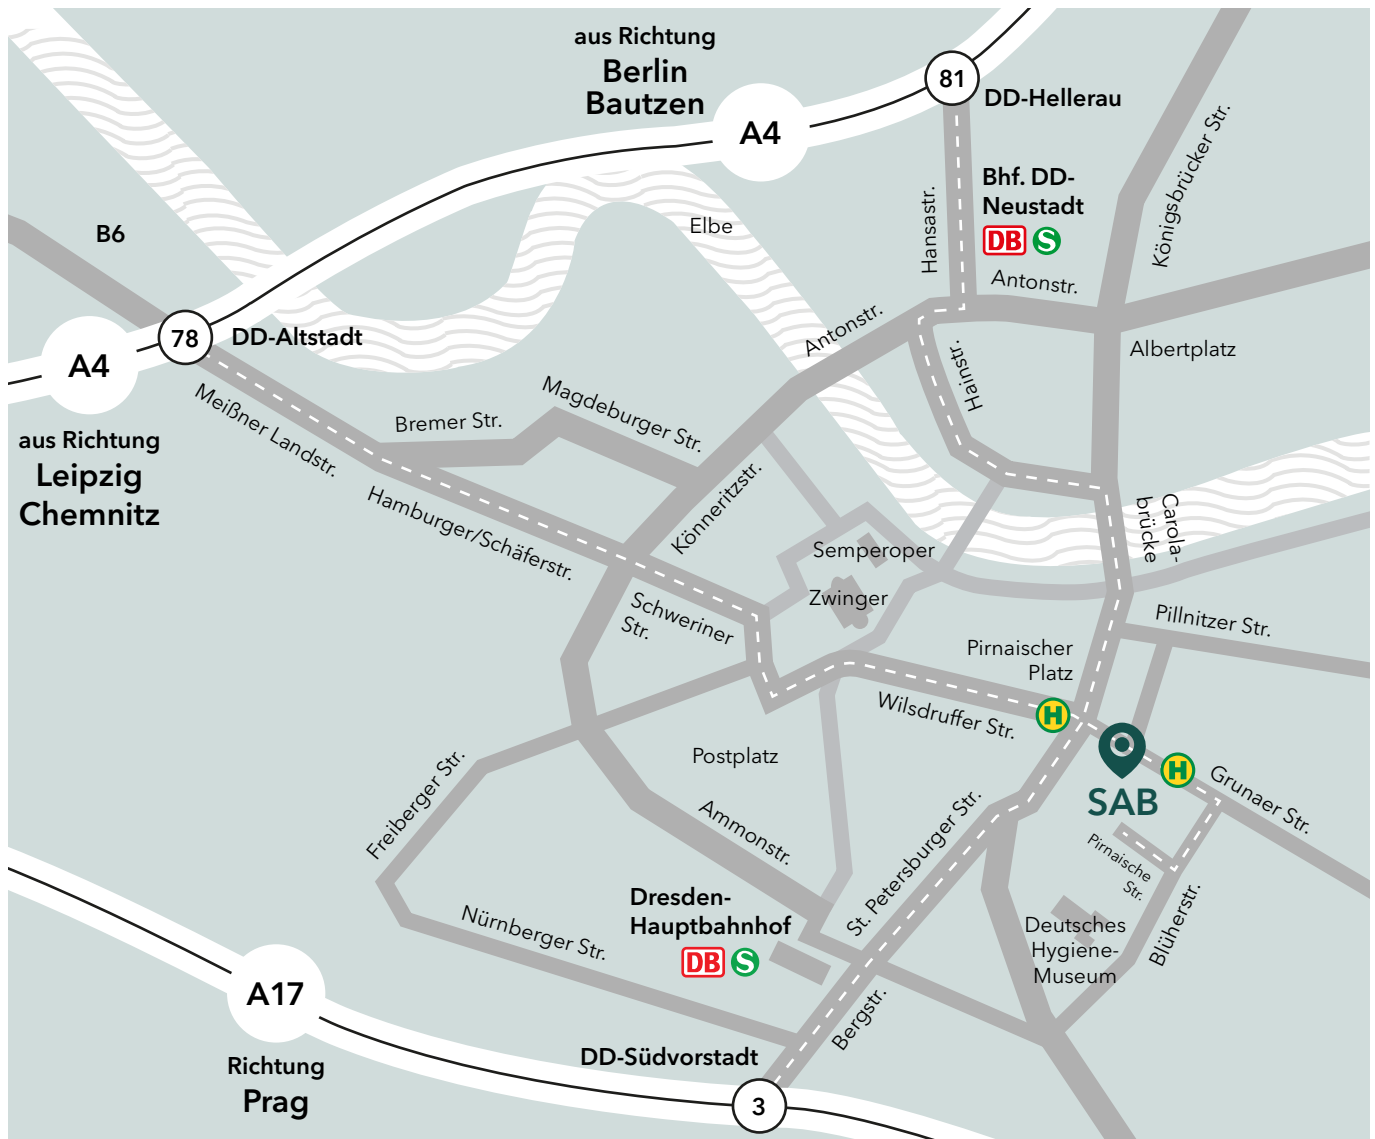 aus Richtung
Berlin
Bautzen
A4
81
DD-Hellerau
Königsbrücker Str.
Bhf. DD-
Neustadt
DB S
Hansastr.
Elbe
B6
Antonstr.
Antonstr.
78
DD-Altstadt
A4
Albertplatz
Hainstr.
Meißner Landstr.
Bremer Str.
Magdeburger Str.
aus Richtung
Leipzig
Chemnitz
Könneritzstr.
Hamburger/Schäferstr.
Carola-
brücke
Semperoper
Zwinger
Schweriner
Str.
Pillnitzer Str.
Pirnaischer
Platz
Wilsdruffer Str.
H
Postplatz
H
SAB
Grunaer Str.
Freiberger Str.
Ammonstr.
St. Petersburger Str.
Pirnaische
Str.
Dresden-
Hauptbahnhof
DB S
Nürnberger Str.
Deutsches
Hygiene-
Museum
Blüherstr.
A17
Bergstr.
Richtung
Prag
DD-Südvorstadt
3